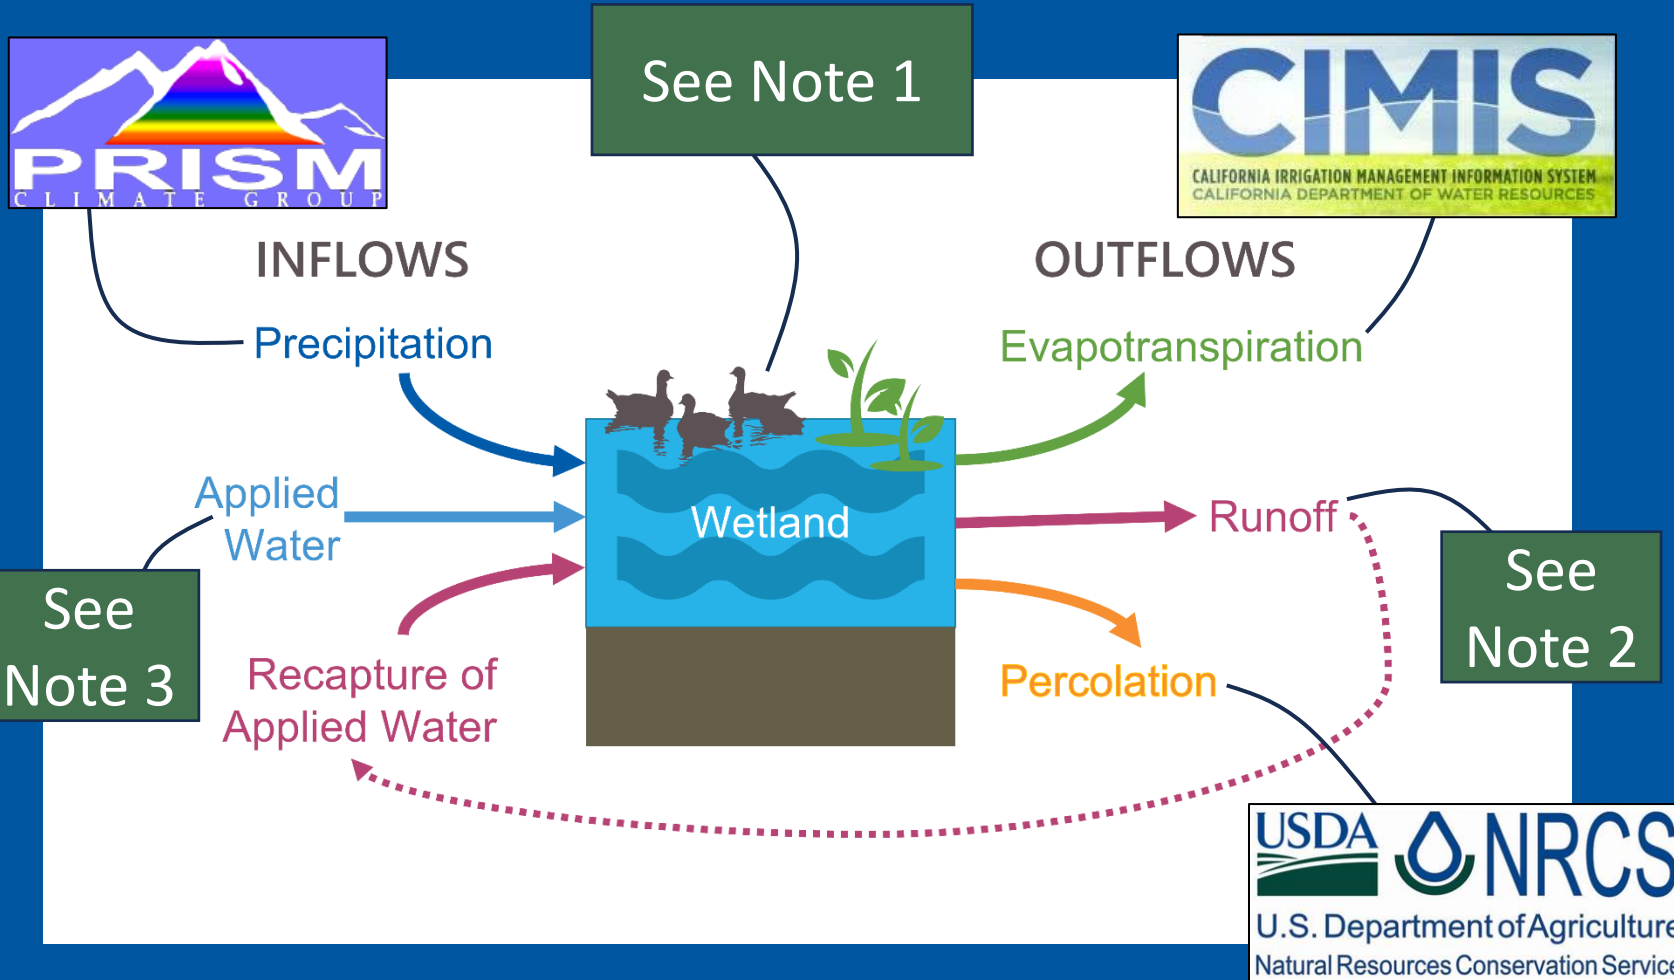 PRISM
CLIMATE GROUP
See Note 1
CIMIS
CALIFORNIA IRRIGATION MANAGEMENT INFORMATION SYSTEM
CALIFORNIA DEPARTMENT OF WATER RESOURCES
INFLOWS
OUTFLOWS
Precipitation
Evapotranspiration
Applied
Water
Wetland
Runoff
See
Note 3
See
Note 2
Recapture of
Applied Water
Percolation
USDA NRCS
U.S. Department of Agriculture
Natural Resources Conservation Service